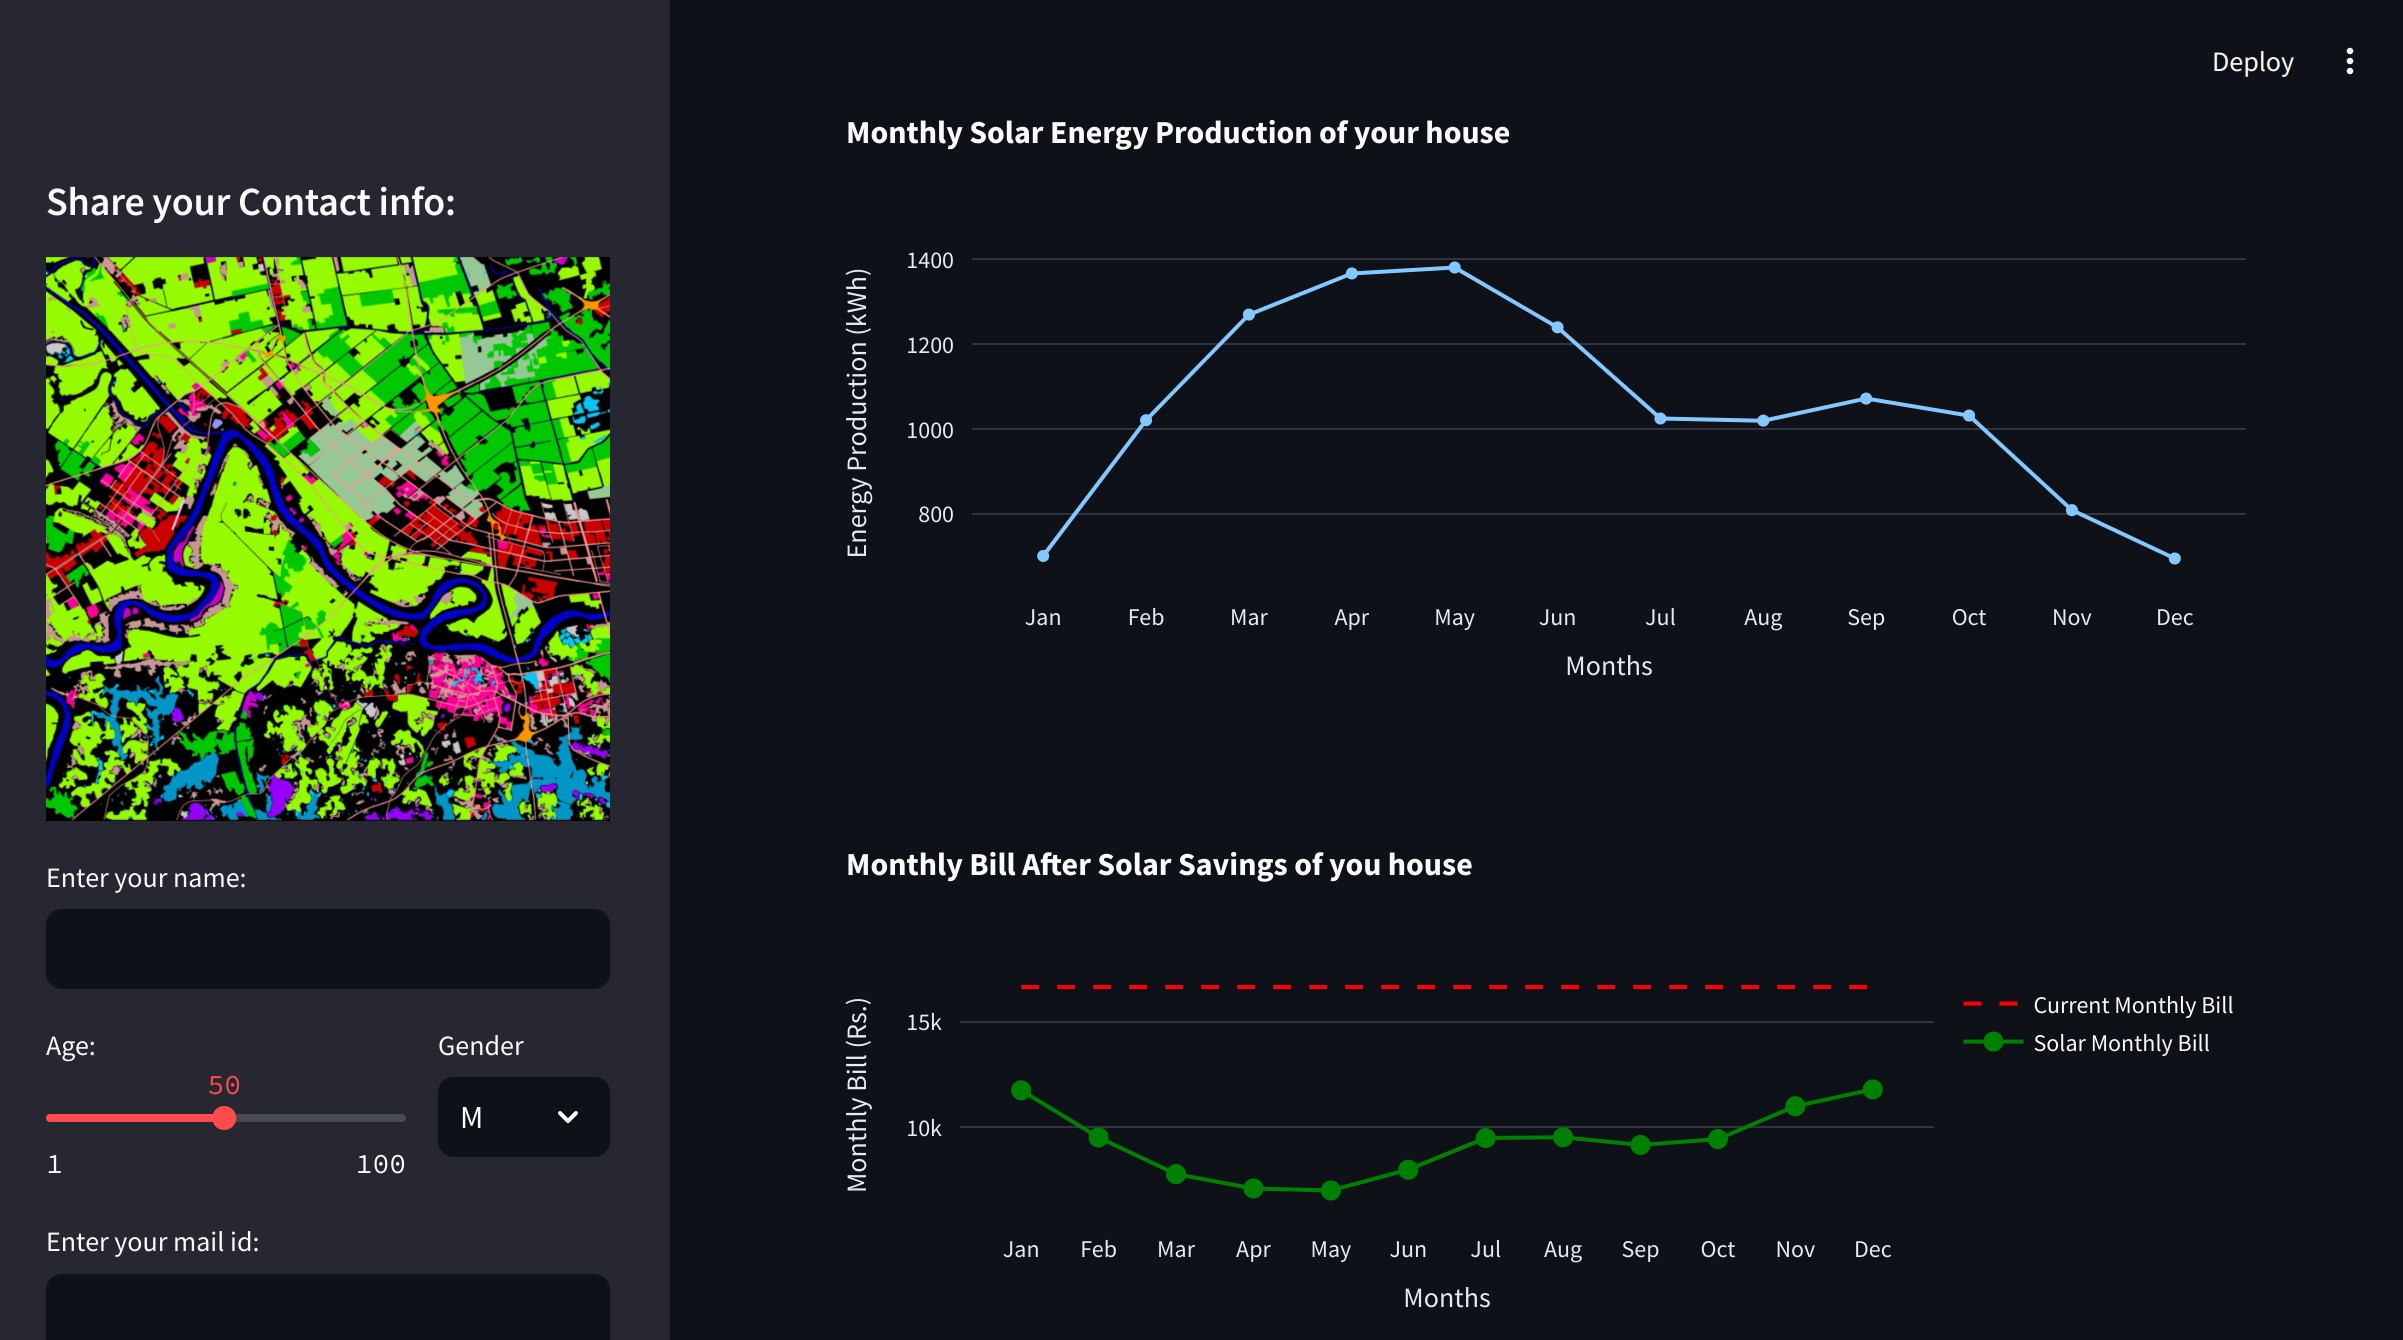 Deploy
Share your Contact info:
Enter your name:
Age:
Gender
50
M
1
100
Enter your mail id:
Monthly Solar Energy Production of your house
Energy Production (kWh)
1400
1200
1000
800
Jan Feb Mar Apr May Jun Jul Aug Sep Oct Nov Dec
Months
Monthly Bill After Solar Savings of you house
Monthly Bill (Rs.)
15k
10k
Current Monthly Bill
Solar Monthly Bill
Jan Feb Mar Apr May Jun Jul Aug Sep Oct Nov Dec
Months